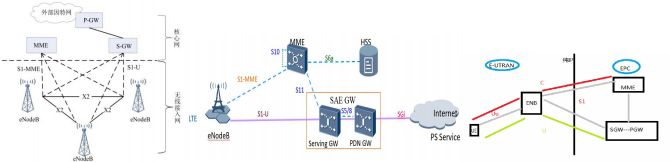 外部因特网
P-GW
MME
S-GW
核心网
S1-MME
S1-U
无线接入网
X2
X2
X2
eNodeB
eNodeB
eNodeB
MME
HSS
S10
S6a
S1-MME
S11
SAE GW
S1-U
S5/8
SGi
Internet
PS Service
LTE
eNodeB
Serving GW
PDN GW
E-UTRAN
EPC
MME
C
ENB
S1
Uu
U
SGW---PGW